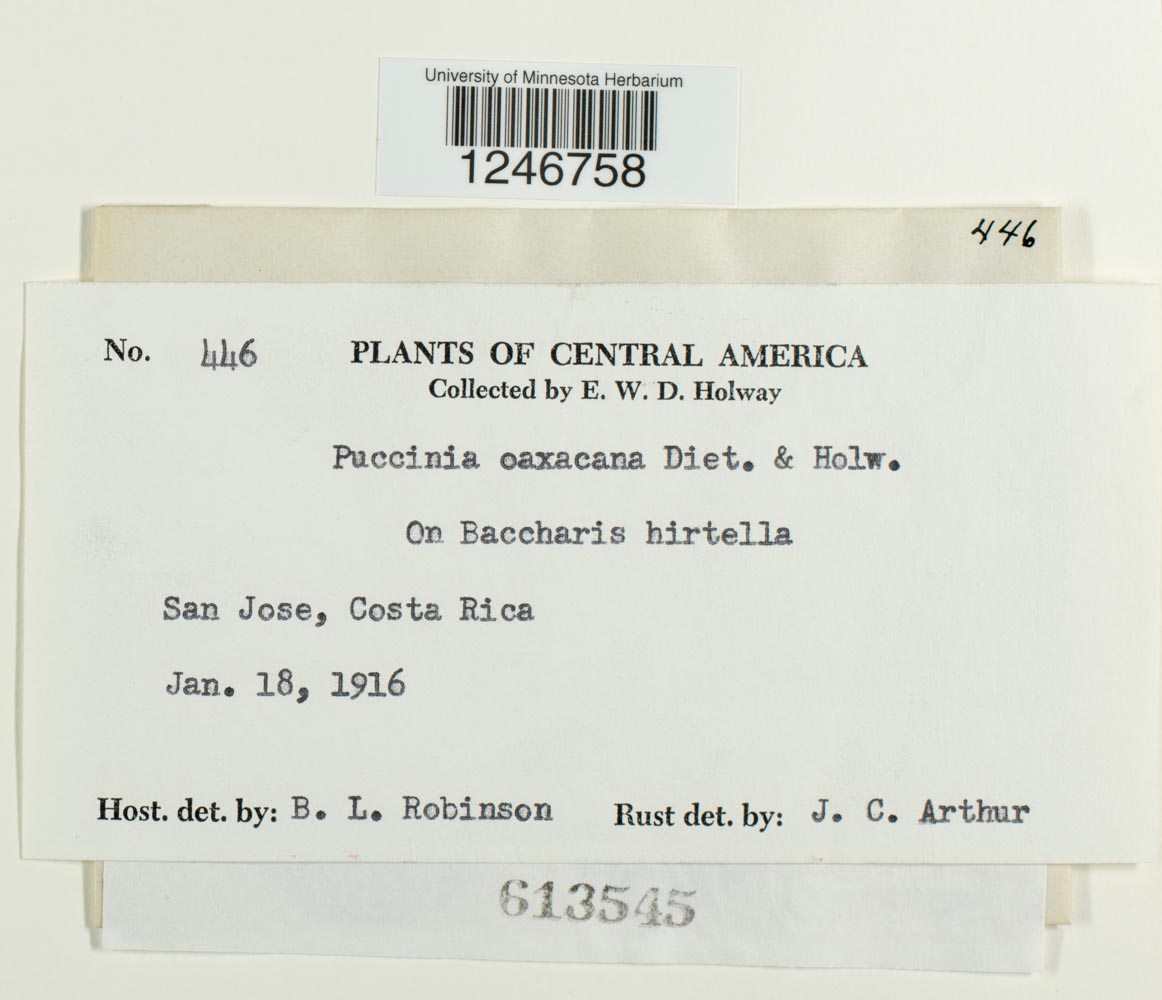 University of Minnesota Herbarium
1246758
446
No. 446 PLANTS OF CENTRAL AMERICA
Collected by E. W. D. Holway
Puccinia oaxacana Diet. & Holw.
On Baccharis hirtella
San Jose, Costa Rica
Jan. 18, 1916
Host. det. by: B. L. Robinson Rust det. by: J. C. Arthur
613545